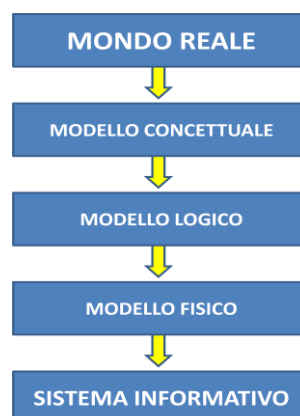 MONDO REALE
MODELLO CONCETTUALE
MODELLO LOGICO
MODELLO FISICO
SISTEMA INFORMATIVO